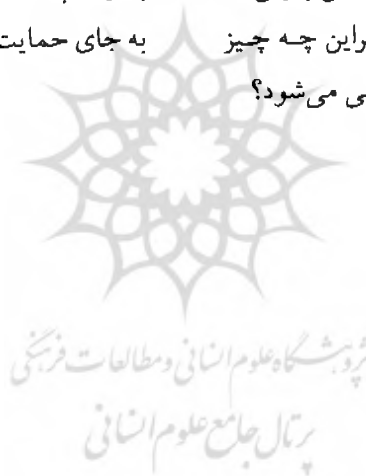 راین چه چیز به جای حمایت
ی می‌شود؟
پژوهشگاه علوم انسانی و مطالعات فرهنگی
پرتال جامع علوم انسانی